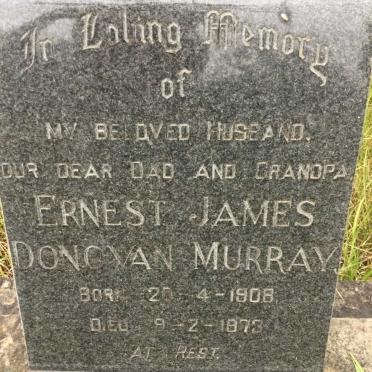 In Loving Memory
of
MY BELOVED HUSBAND,
OUR DEAR DAD AND GRANDPA
ERNEST JAMES
DONOVAN MURRAY.
BORN 20-4-1908
DIED 9-2-1973
AT REST.